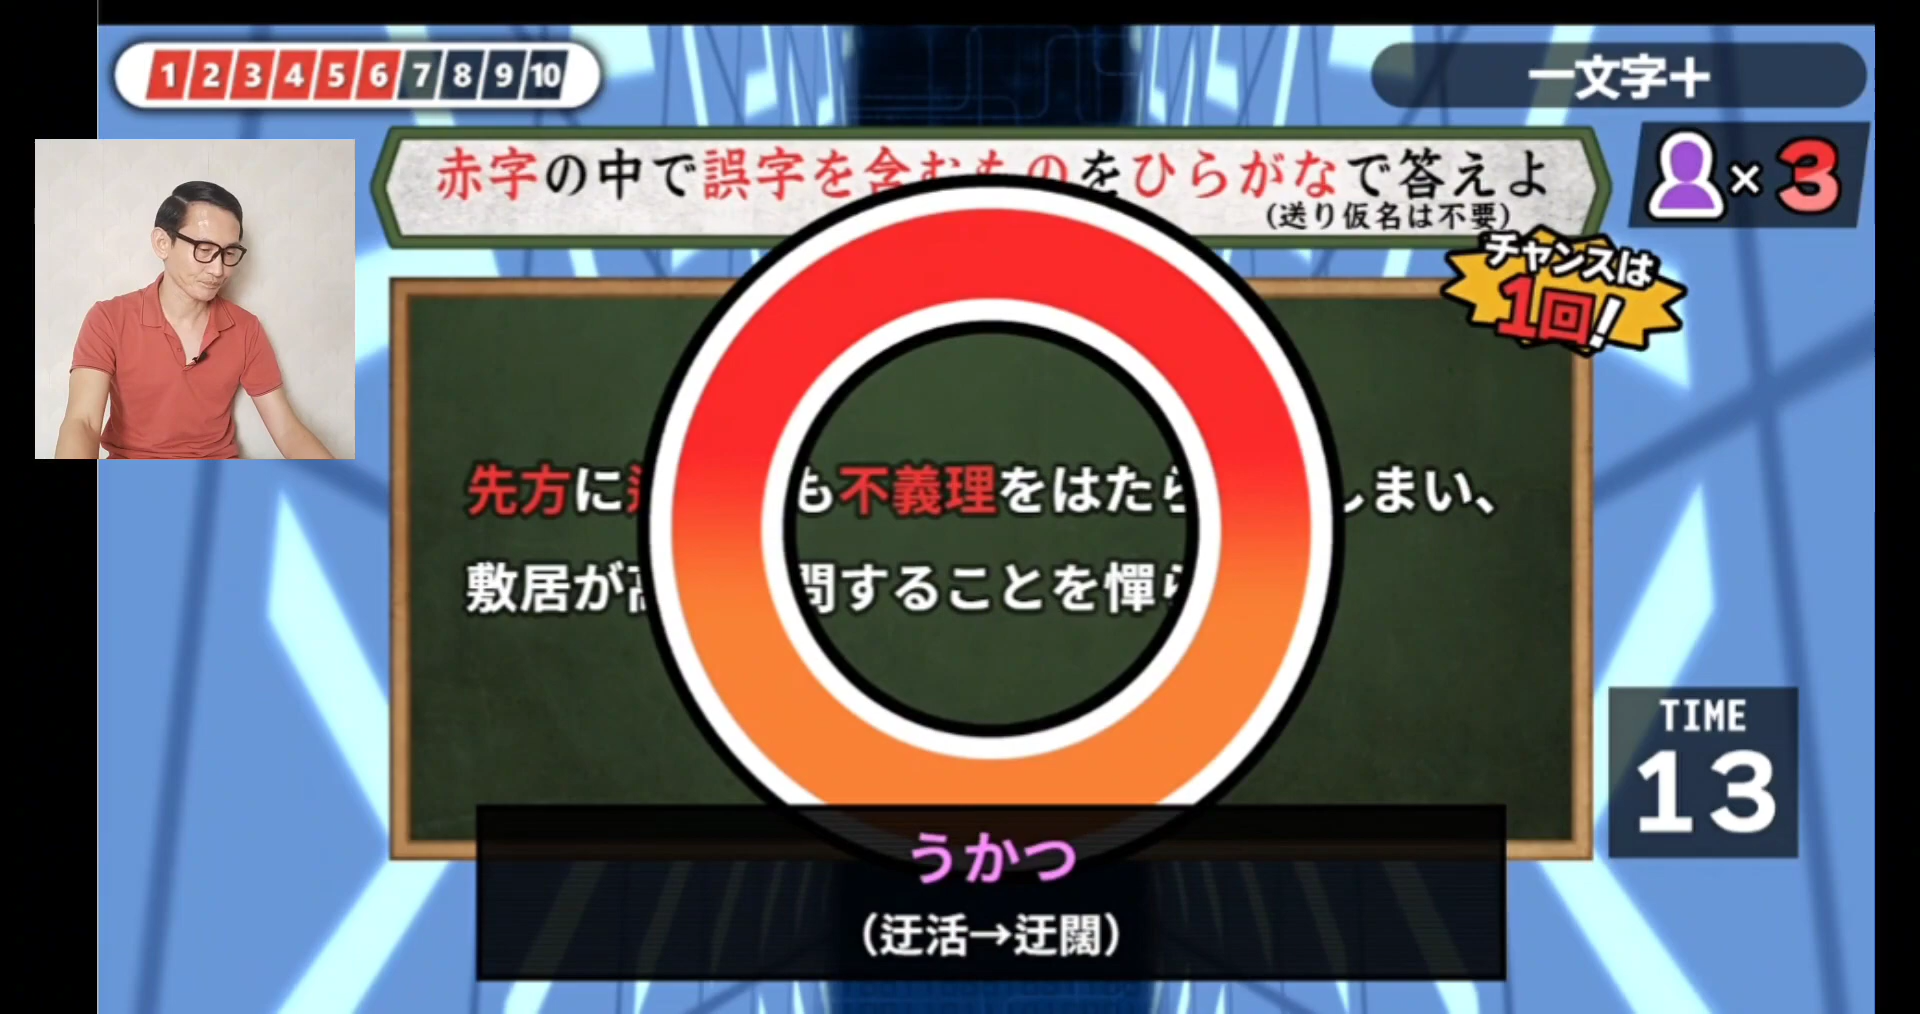 1 2 3 4 5 6 7 8 9 10
一文字十
赤字の中で誤字を含むものをひらがなで答えよ
(送り仮名は不要)
× 3
チャンスは
1回!
先方に も不義理をはたら しまい、
敷居が 問することを憚
TIME
13
うかつ
(迂活→迂闊)